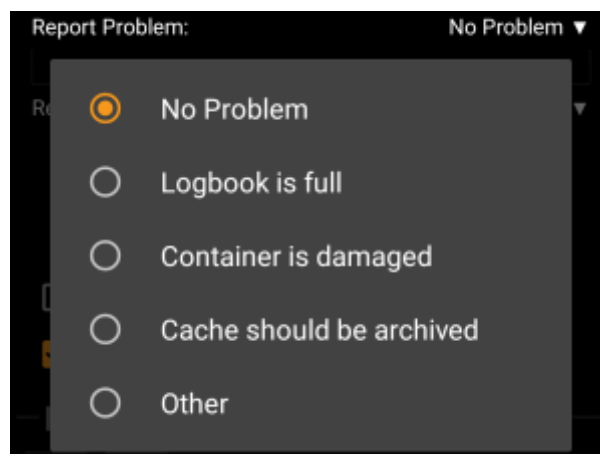 Report Problem: No Problem ▼
No Problem
Logbook is full
Container is damaged
Cache should be archived
Other